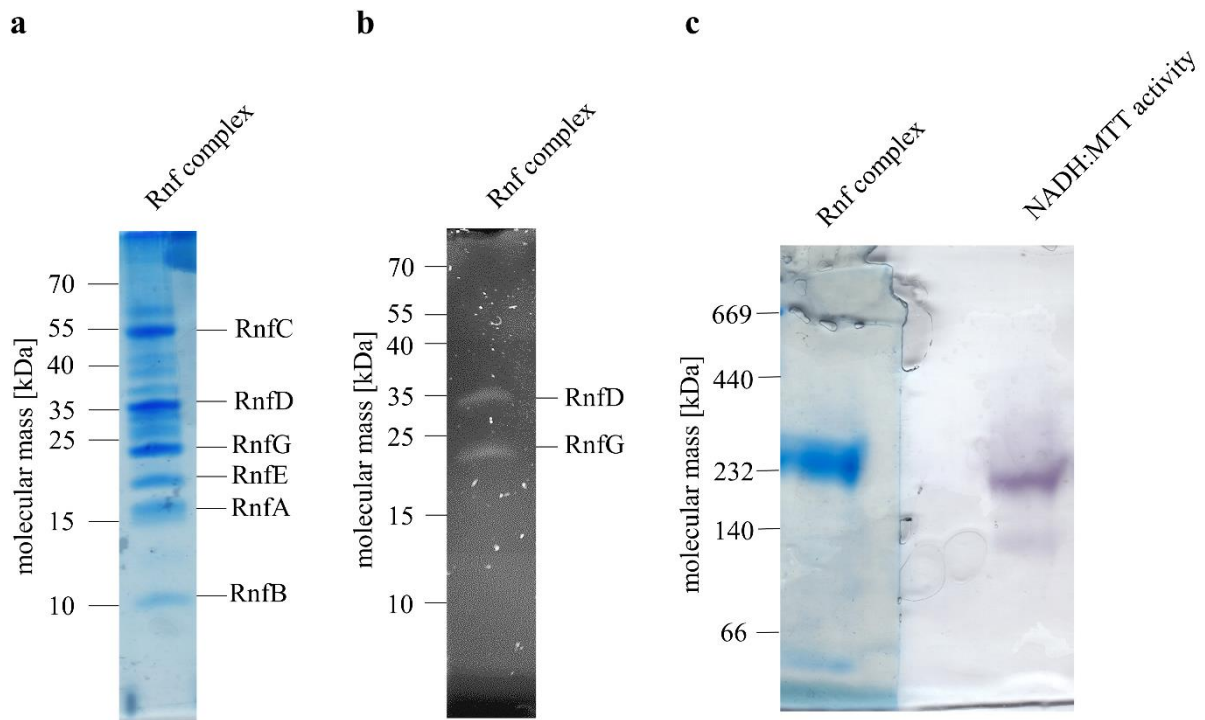 a
Rnf complex
molecular mass [kDa]
70
55
40
35
25
15
10
RnfC
RnfD
RnfG
RnfE
RnfA
RnfB
b
Rnf complex
molecular mass [kDa]
70
55
40
35
25
15
10
RnfD
RnfG
c
Rnf complex
NADH:MTT activity
molecular mass [kDa]
669
440
232
140
66